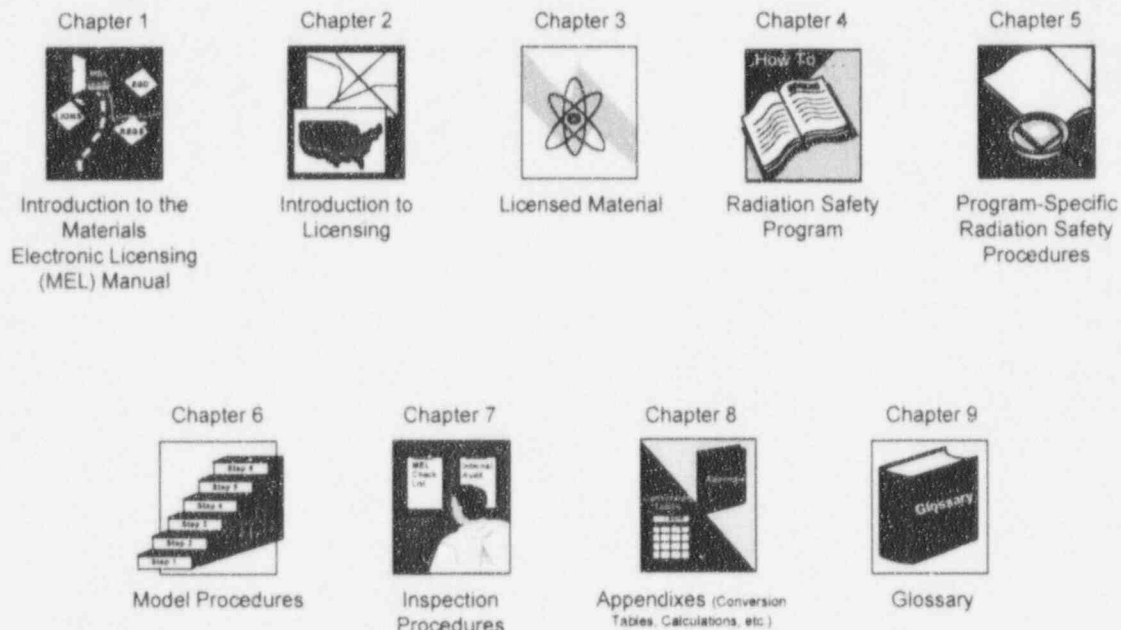 Chapter 1
Chapter 2
Chapter 3
Chapter 4
Chapter 5
How To
Introduction to the
Materials
Electronic Licensing
(MEL) Manual
Introduction to
Licensing
Licensed Material
Radiation Safety
Program
Program-Specific
Radiation Safety
Procedures
Chapter 6
Chapter 7
Chapter 8
Chapter 9
Step 6
Step 5
Step 4
Step 3
Step 2
Step 1
MEL
Check
List
Internal
Audit
Conversion
Tables
Glossary
Model Procedures
Inspection
Procedures
Appendixes (Conversion
Tables, Calculations, etc.)
Glossary